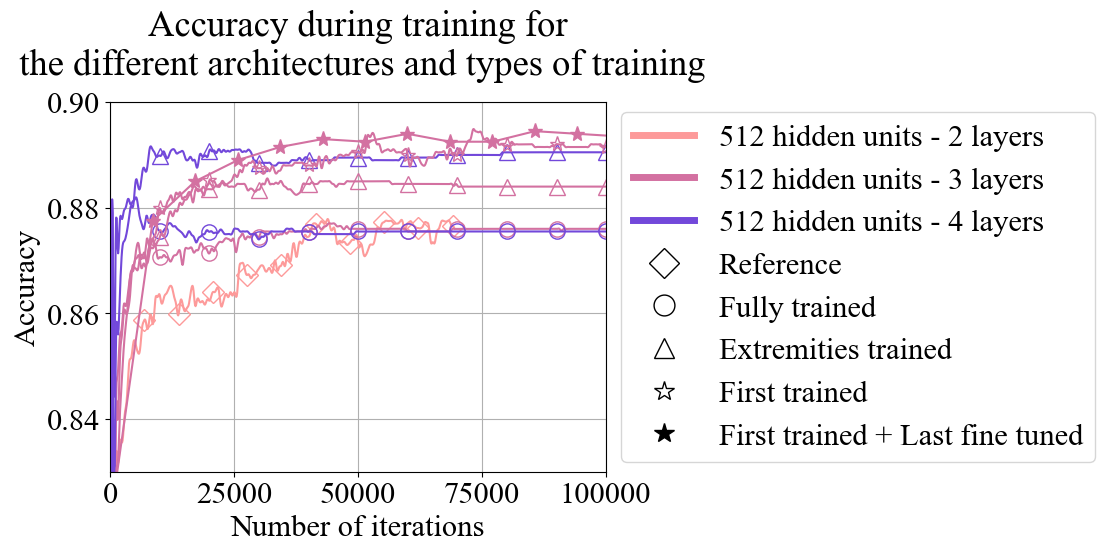 Accuracy during training for
the different architectures and types of training
0.90
0.88
0.86
0.84
Accuracy
0
25000
50000
75000
100000
Number of iterations
512 hidden units - 2 layers
512 hidden units - 3 layers
512 hidden units - 4 layers
Reference
Fully trained
Extremities trained
First trained
First trained + Last fine tuned